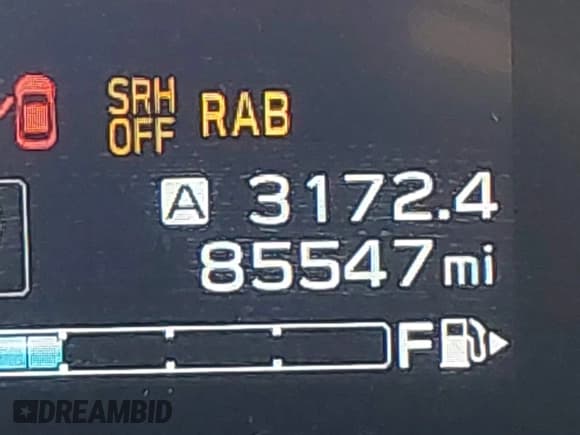 SRH
OFF
RAB
A 3172.4
85547 mi
F
DREAMBID